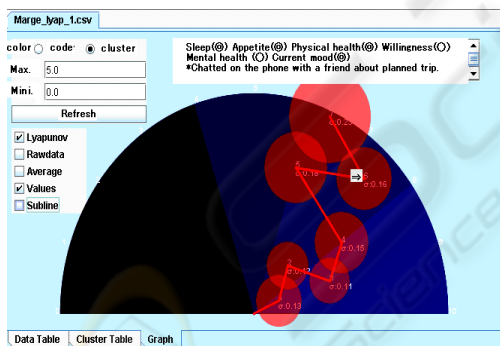 Marge_lyap_1.csv
color code· cluster
Max. 5.0
Mini. 0.0
Refresh
Lyapunov
Rawdata
Average
Values
Subline
Sleep(◎) Appetite(◎) Physical health(◎) Willingness(○)
Mental health (○) Current mood(◎)
*Chatted on the phone with a friend about planned trip.
σ:0.16
σ:0.15
σ:0.12
σ:0.11
σ:0.13
Data Table Cluster Table Graph